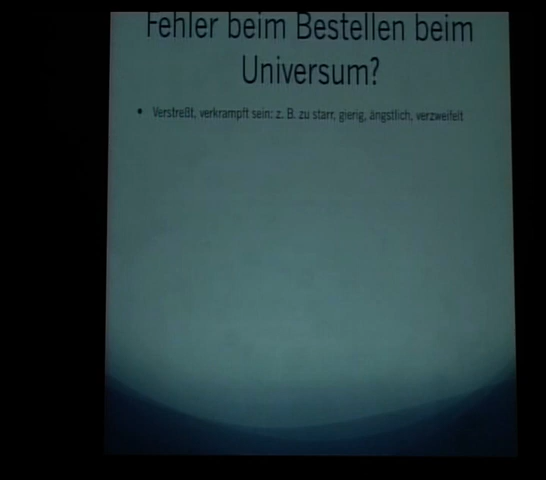 Fehler beim Bestellen beim
Universum?
• Verstreßt, verkrampft sein: z. B. zu starr, gierig, ängstlich, verzweifelt